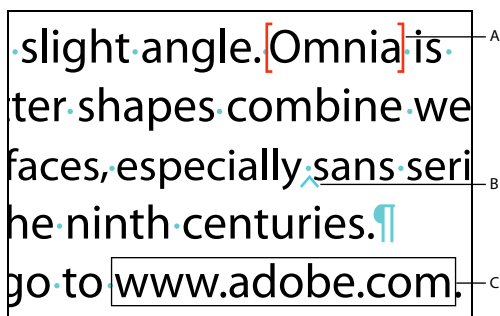 slight angle. [Omnia] is
tter shapes combine we
faces, especially sans seri
he ninth centuries.¶
go to www.adobe.com.
A
B
C